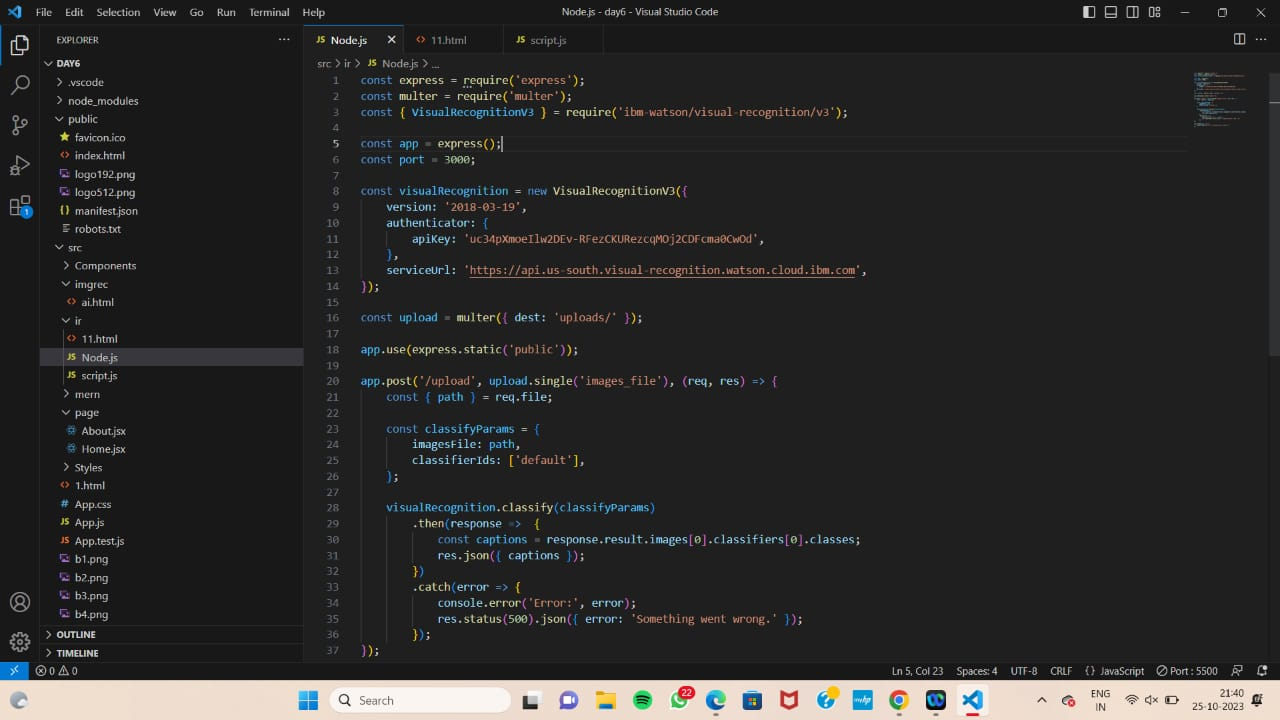 File Edit Selection View Go Run Terminal Help
Node.js - day6 - Visual Studio Code
EXPLORER
DAY6
.vscode
node_modules
public
favicon.ico
index.html
logo192.png
logo512.png
manifest.json
robots.txt
src
Components
imgrec
ai.html
ir
11.html
Node.js
script.js
mern
page
About.jsx
Home.jsx
Styles
1.html
App.css
App.js
App.test.js
b1.png
b2.png
b3.png
b4.png
OUTLINE
TIMELINE
1
JS Node.js
11.html
JS script.js
src > ir > JS Node.js > ...
1 const express = require('express');
2 const multer = require('multer');
3 const { VisualRecognitionV3 } = require('ibm-watson/visual-recognition/v3');
4
5 const app = express();
6 const port = 3000;
7
8 const visualRecognition = new VisualRecognitionV3({
9 version: '2018-03-19',
10 authenticator: {
11 apiKey: 'uc34pXmoeIlw2DEv-RFezCKURezcqMOj2CDFcma0CwOd',
12 },
13 serviceUrl: 'https://api.us-south.visual-recognition.watson.cloud.ibm.com',
14 });
15
16 const upload = multer({ dest: 'uploads/' });
17
18 app.use(express.static('public'));
19
20 app.post('/upload', upload.single('images_file'), (req, res) => {
21 const { path } = req.file;
22
23 const classifyParams = {
24 imagesFile: path,
25 classifierIds: ['default'],
26 };
27
28 visualRecognition.classify(classifyParams)
29 .then(response => {
30 const captions = response.result.images[0].classifiers[0].classes;
31 res.json({ captions });
32 })
33 .catch(error => {
34 console.error('Error:', error);
35 res.status(500).json({ error: 'Something went wrong.' });
36 });
37 });
0 0
Ln 5, Col 23 Spaces: 4 UTF-8 CRLF {} JavaScript Port : 5500
Search
22
myhp
ENG
IN
21:40
25-10-2023